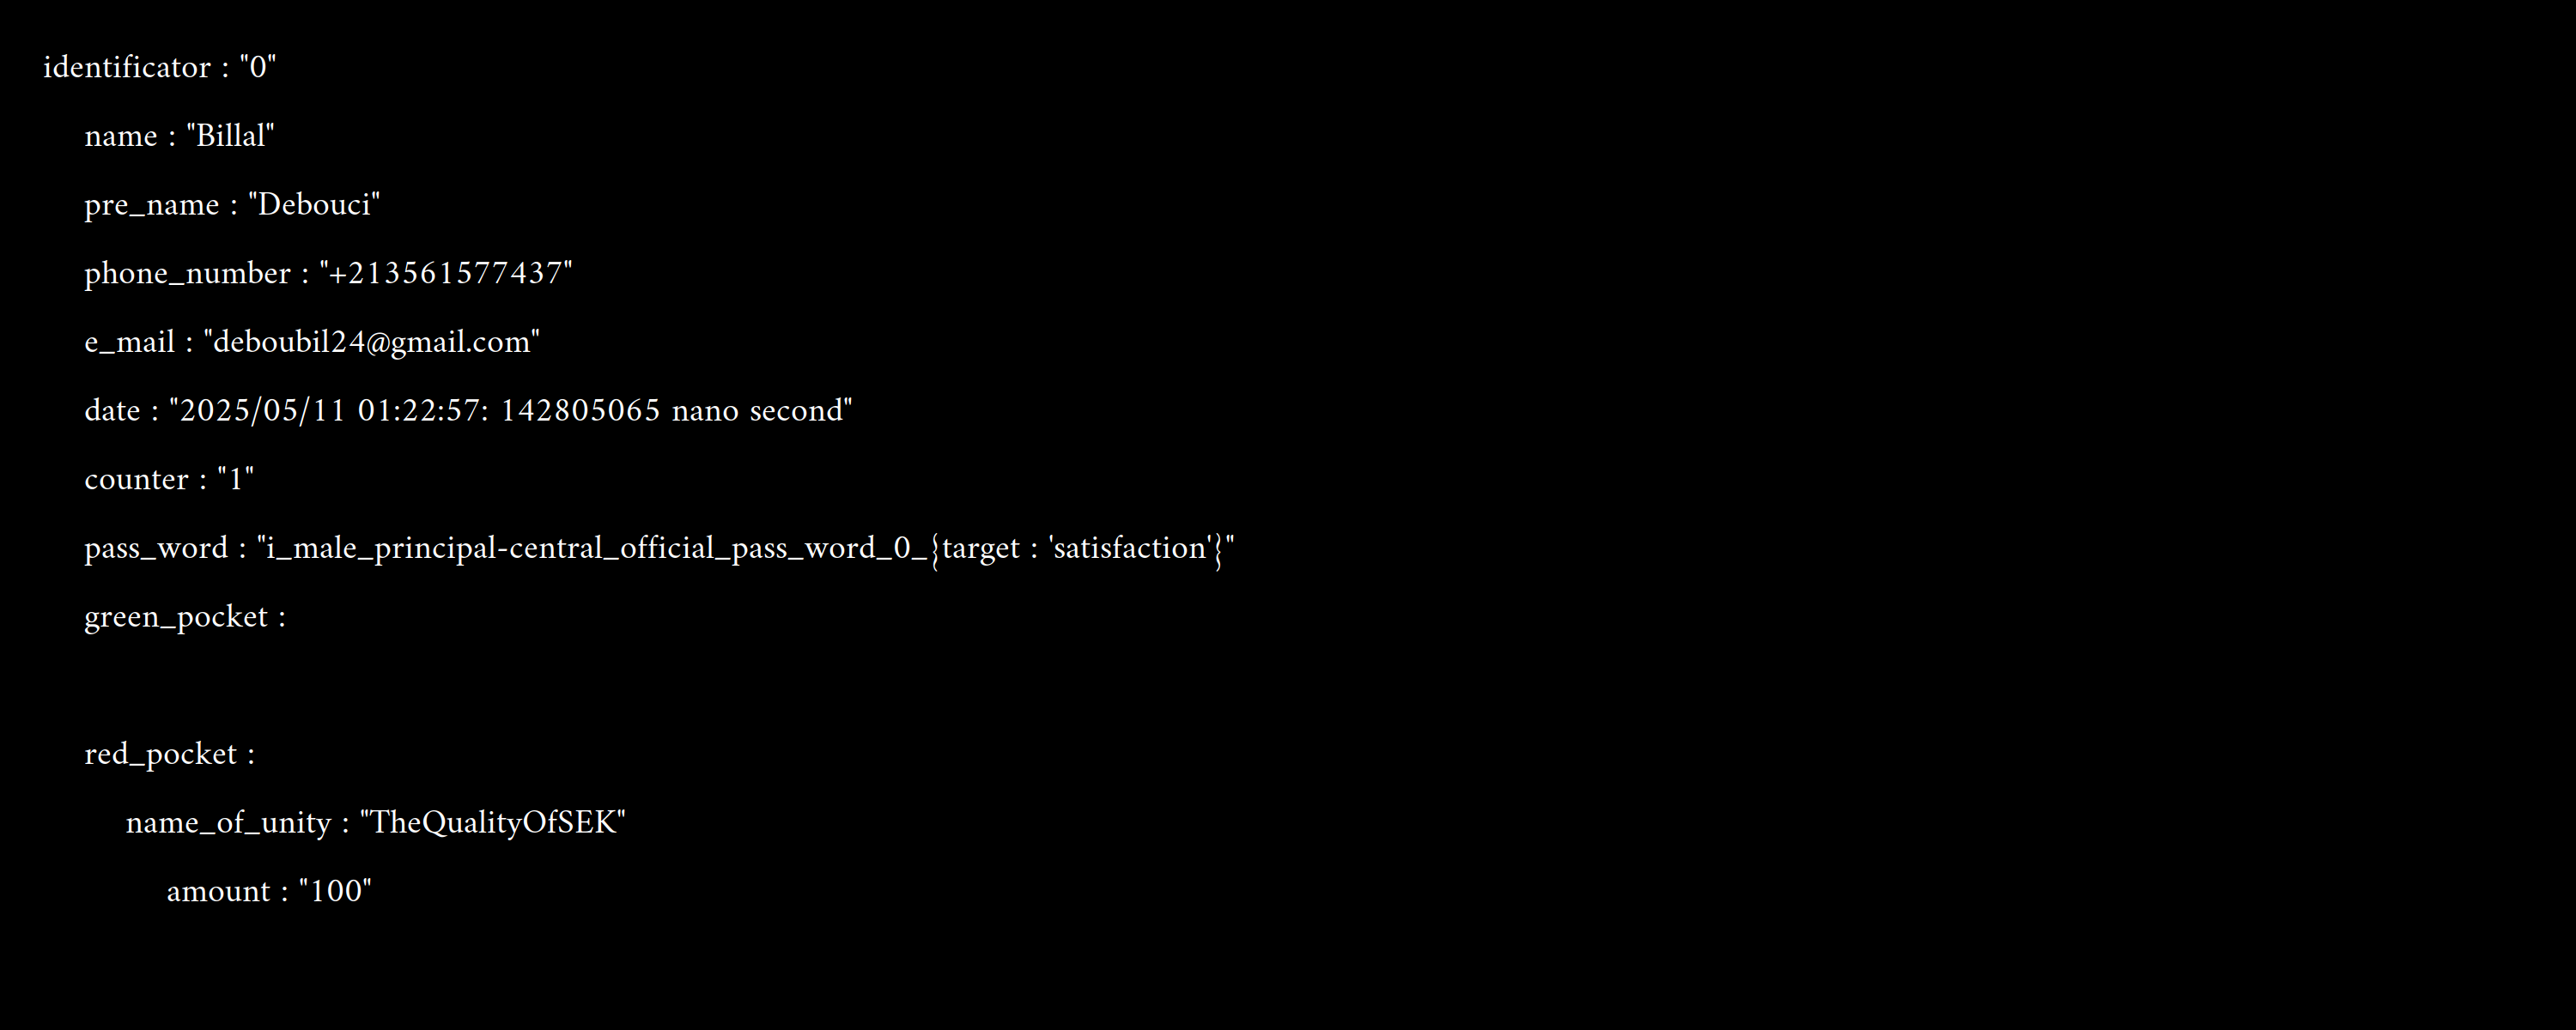 identificator : "0"
name : "Billal"
pre_name : "Debouci"
phone_number : "+213561577437"
e_mail : "deboubil24@gmail.com"
date : "2025/05/11 01:22:57: 142805065 nano second"
counter : "1"
pass_word : "i_male_principal-central_official_pass_word_0_{target : 'satisfaction'}"
green_pocket :
red_pocket :
name_of_unity : "TheQualityOfSEK"
amount : "100"